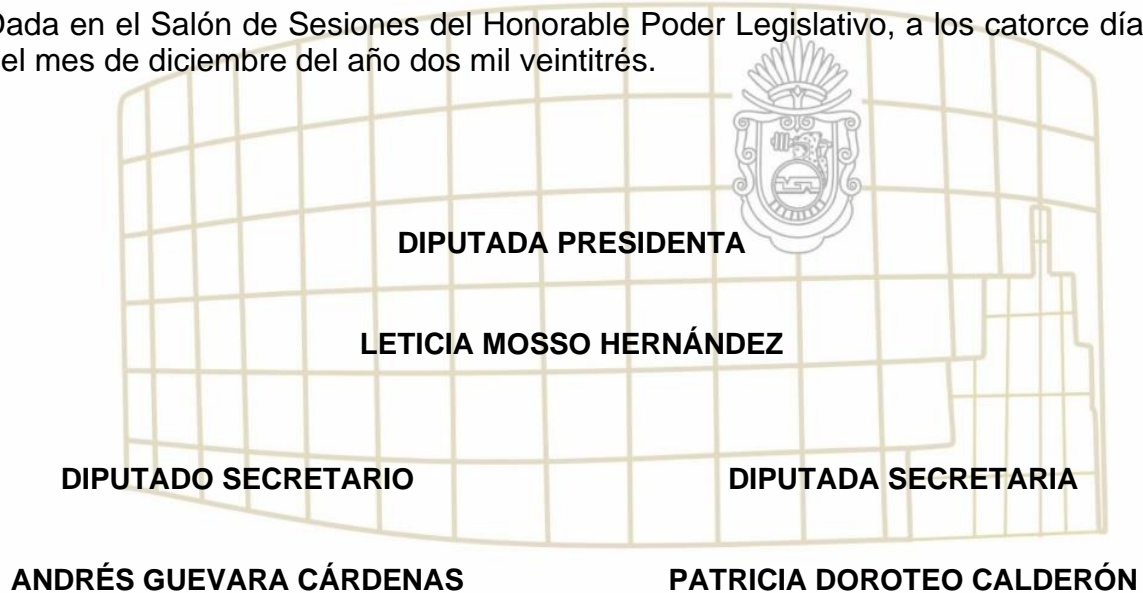 Dada en el Salón de Sesiones del Honorable Poder Legislativo, a los catorce día
el mes de diciembre del año dos mil veintitrés.
DIPUTADA PRESIDENTA
LETICIA MOSSO HERNÁNDEZ
DIPUTADO SECRETARIO DIPUTADA SECRETARIA
ANDRÉS GUEVARA CÁRDENAS PATRICIA DOROTEO CALDERÓN